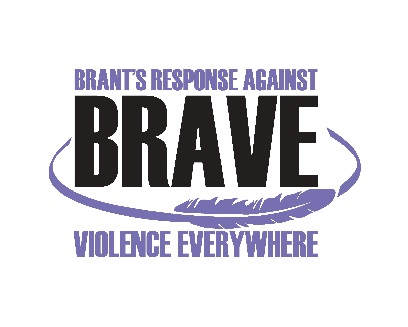 BRANT'S RESPONSE AGAINST
BRAVE
VIOLENCE EVERYWHERE